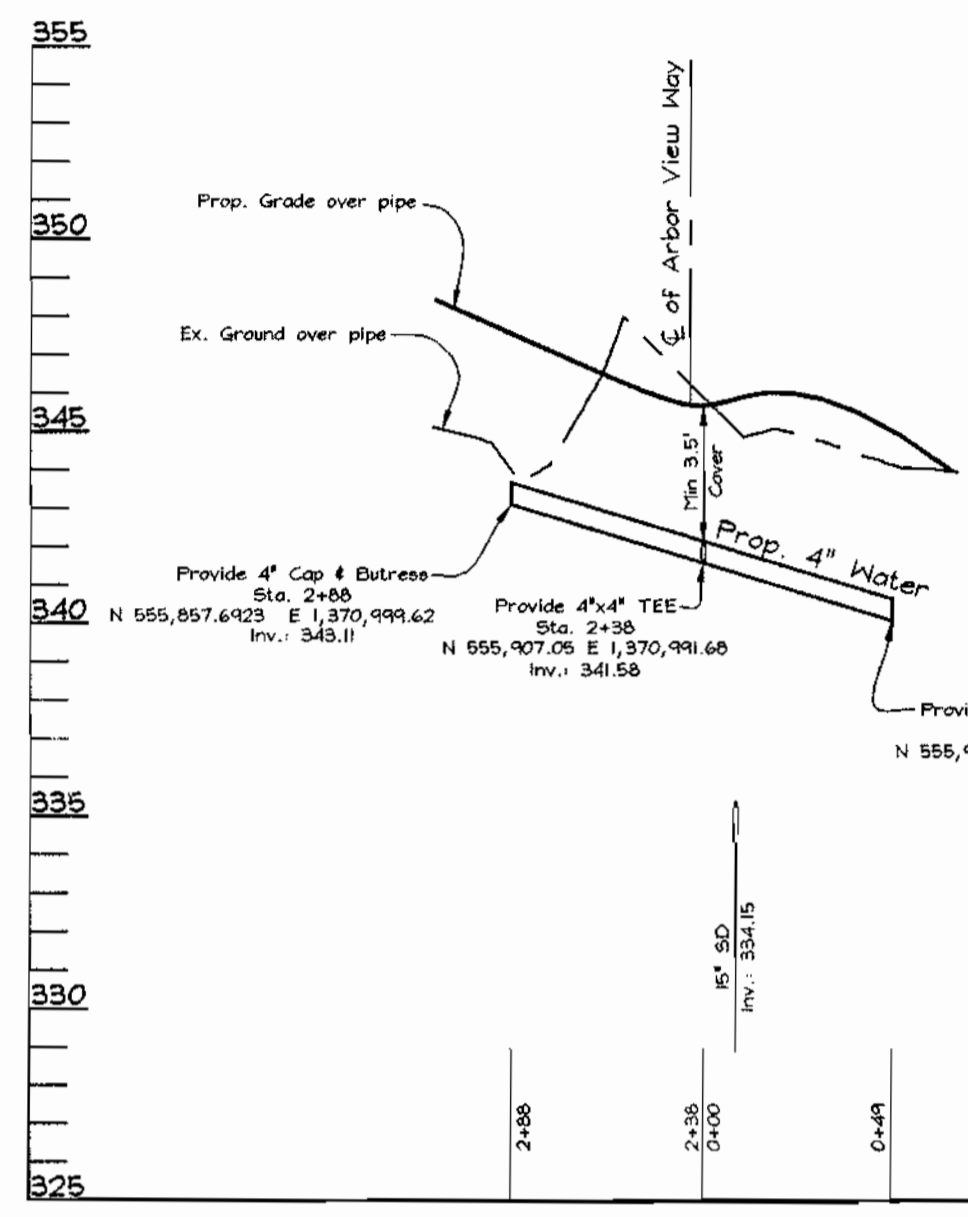 355
350
345
340
335
330
325
℄ of Arbor View Way
Prop. Grade over pipe
Ex. Ground over pipe
Min 3.5'
Cover
Prop. 4" Water
Provide 4" Cap & Butress
Sta. 2+88
N 555,857.6923 E 1,370,999.62
Inv.: 343.11
Provide 4"x4" TEE
Sta. 2+38
N 555,907.05 E 1,370,991.68
Inv.: 341.58
Provi
N 555,9
15" SD
Inv.: 334.15
2+88
2+38
0+00
0+49